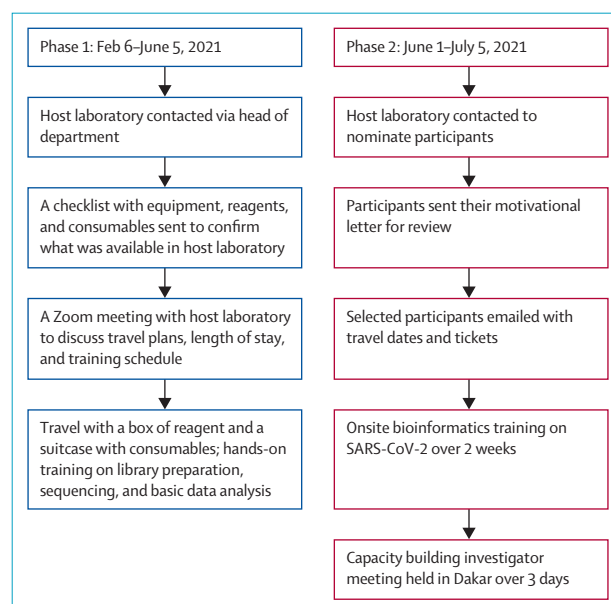 Phase 1: Feb 6–June 5, 2021
Host laboratory contacted via head of
department
A checklist with equipment, reagents,
and consumables sent to confirm
what was available in host laboratory
A Zoom meeting with host laboratory
to discuss travel plans, length of stay,
and training schedule
Travel with a box of reagent and a
suitcase with consumables; hands-on
training on library preparation,
sequencing, and basic data analysis
Phase 2: June 1–July 5, 2021
Host laboratory contacted to
nominate participants
Participants sent their motivational
letter for review
Selected participants emailed with
travel dates and tickets
Onsite bioinformatics training on
SARS-CoV-2 over 2 weeks
Capacity building investigator
meeting held in Dakar over 3 days